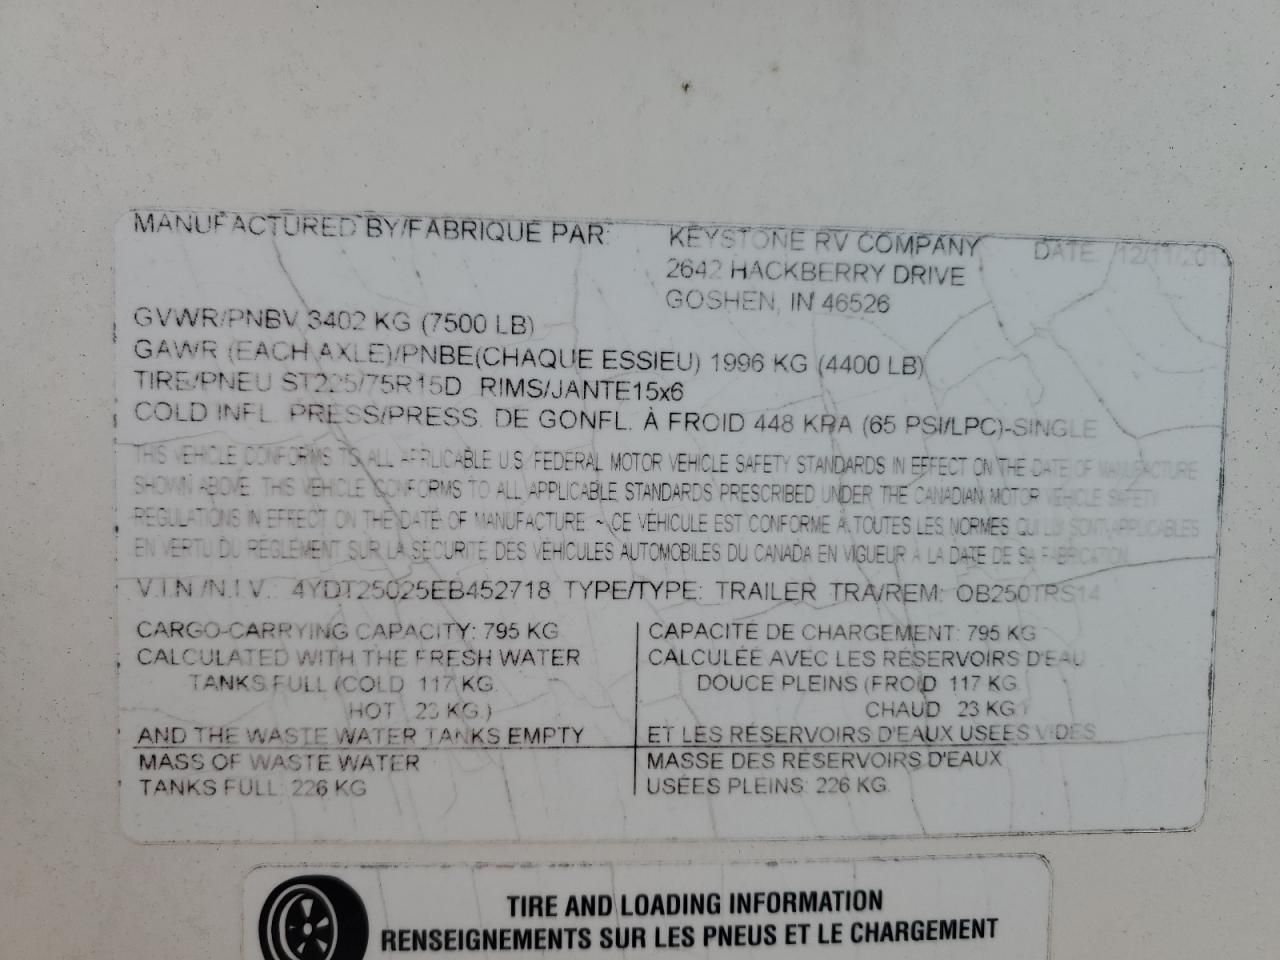 MANUFACTURED BY/FABRIQUÉ PAR: KEYSTONE RV COMPANY DATE: 12/11/2013
2642 HACKBERRY DRIVE
GOSHEN, IN 46526
GVWR/PNBV 3402 KG (7500 LB)
GAWR (EACH AXLE)/PNBE(CHAQUE ESSIEU) 1996 KG (4400 LB)
TIRE/PNEU ST225/75R15D RIMS/JANTE15x6
COLD INFL. PRESS/PRESS. DE GONFL. À FROID 448 KPA (65 PSI/LPC)-SINGLE
THIS VEHICLE CONFORMS TO ALL APPLICABLE U.S. FEDERAL MOTOR VEHICLE SAFETY STANDARDS IN EFFECT ON THE DATE OF MANUFACTURE
SHOWN ABOVE. THIS VEHICLE CONFORMS TO ALL APPLICABLE STANDARDS PRESCRIBED UNDER THE CANADIAN MOTOR VEHICLE SAFETY
REGULATIONS IN EFFECT ON THE DATE OF MANUFACTURE ~ CE VÉHICULE EST CONFORME À TOUTES LES NORMES QUI LUI SONT APPLICABLES
EN VERTU DU RÈGLEMENT SUR LA SÉCURITÉ DES VÉHICULES AUTOMOBILES DU CANADA EN VIGUEUR À LA DATE DE SA FABRICATION
V.I.N./N.I.V.: 4YDT25025EB452718 TYPE/TYPE: TRAILER TRA/REM: OB250TRS14
CARGO-CARRYING CAPACITY: 795 KG
CALCULATED WITH THE FRESH WATER
TANKS FULL (COLD 117 KG.
HOT 23 KG.)
AND THE WASTE WATER TANKS EMPTY
MASS OF WASTE WATER
TANKS FULL: 226 KG
CAPACITÉ DE CHARGEMENT: 795 KG
CALCULÉE AVEC LES RÉSERVOIRS D'EAU
DOUCE PLEINS (FROID 117 KG
CHAUD 23 KG)
ET LES RÉSERVOIRS D'EAUX USÉES VIDES
MASSE DES RÉSERVOIRS D'EAUX
USÉES PLEINS: 226 KG
TIRE AND LOADING INFORMATION
RENSEIGNEMENTS SUR LES PNEUS ET LE CHARGEMENT